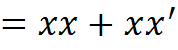 = xx + xx′